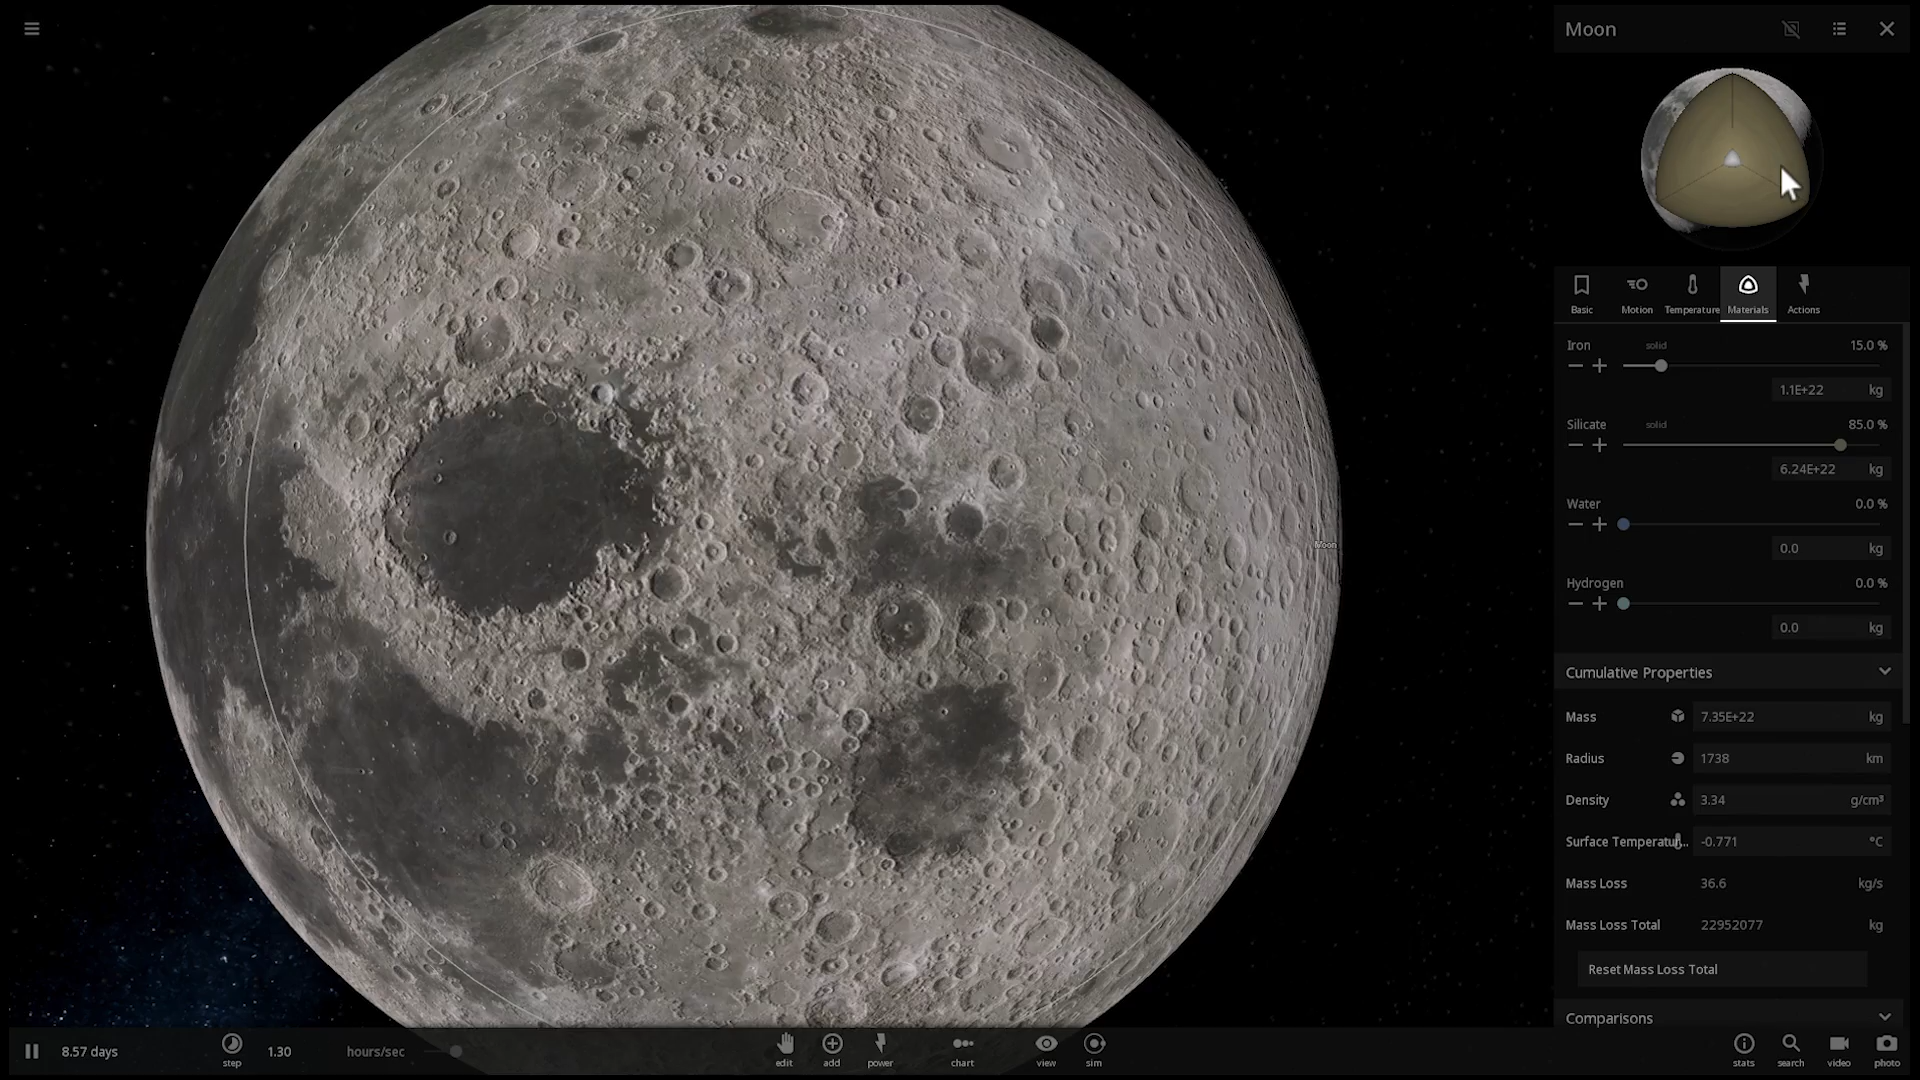 Moon
Basic
Motion
Temperature
Materials
Actions
Iron solid 15.0 %
1.1E+22 kg
Silicate solid 85.0 %
6.24E+22 kg
Water 0.0 %
0.0 kg
Hydrogen 0.0 %
0.0 kg
Cumulative Properties
Mass 7.35E+22 kg
Radius 1738 km
Density 3.34 g/cm³
Surface Temperatur... -0.771 °C
Mass Loss 36.6 kg/s
Mass Loss Total 22952077 kg
Reset Mass Loss Total
Comparisons
Moon
8.57 days
step
1.30 hours/sec
edit
add
power
chart
view
sim
stats
search
video
photo